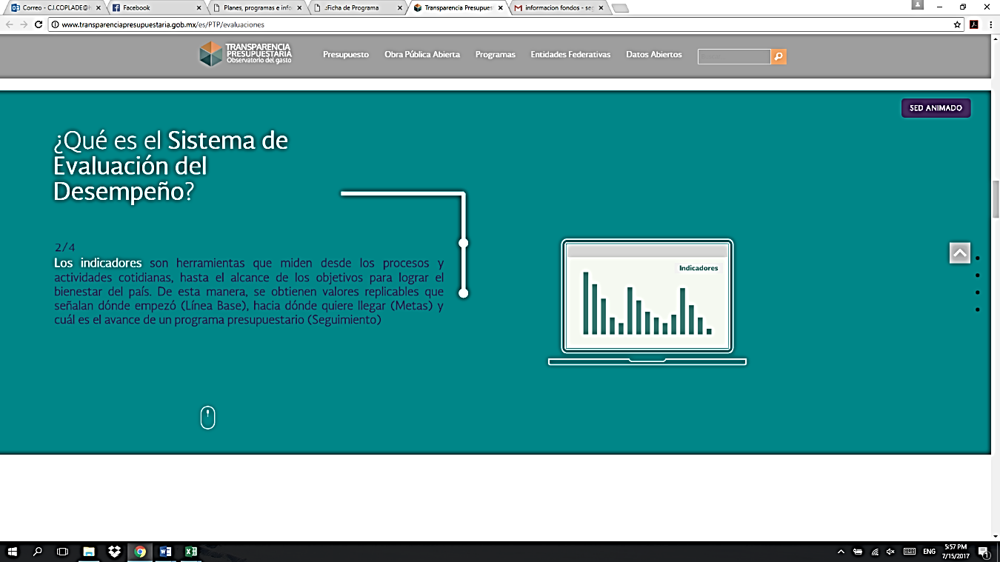 Correo - C.I.COPLADE@h
Facebook
Planes, programas e info
.:Ficha de Programa
Transparencia Presupues
informacion fondos - seg
www.transparenciapresupuestaria.gob.mx/es/PTP/evaluaciones
TRANSPARENCIA
PRESUPUESTARIA
Observatorio del gasto
Presupuesto
Obra Pública Abierta
Programas
Entidades Federativas
Datos Abiertos
SED ANIMADO
¿Qué es el Sistema de
Evaluación del
Desempeño?
2/4
Los indicadores son herramientas que miden desde los procesos y
actividades cotidianas, hasta el alcance de los objetivos para lograr el
bienestar del país. De esta manera, se obtienen valores replicables que
señalan dónde empezó (Línea Base), hacia dónde quiere llegar (Metas) y
cuál es el avance de un programa presupuestario (Seguimiento)
Indicadores
ENG
5:57 PM
7/15/2017
1